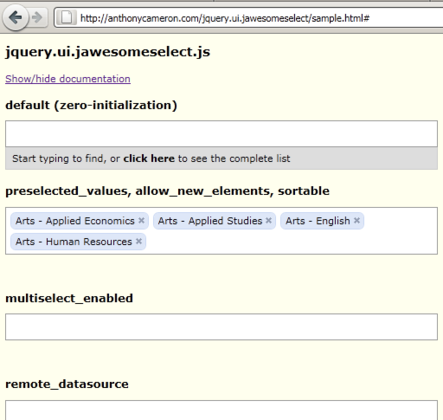 http://anthonycameron.com/jquery.ui.jawesomeselect/sample.html#
jquery.ui.jawesomeselect.js
Show/hide documentation
default (zero-initialization)
Start typing to find, or click here to see the complete list
preselected_values, allow_new_elements, sortable
Arts - Applied Economics × Arts - Applied Studies × Arts - English ×
Arts - Human Resources ×
multiselect_enabled
remote_datasource